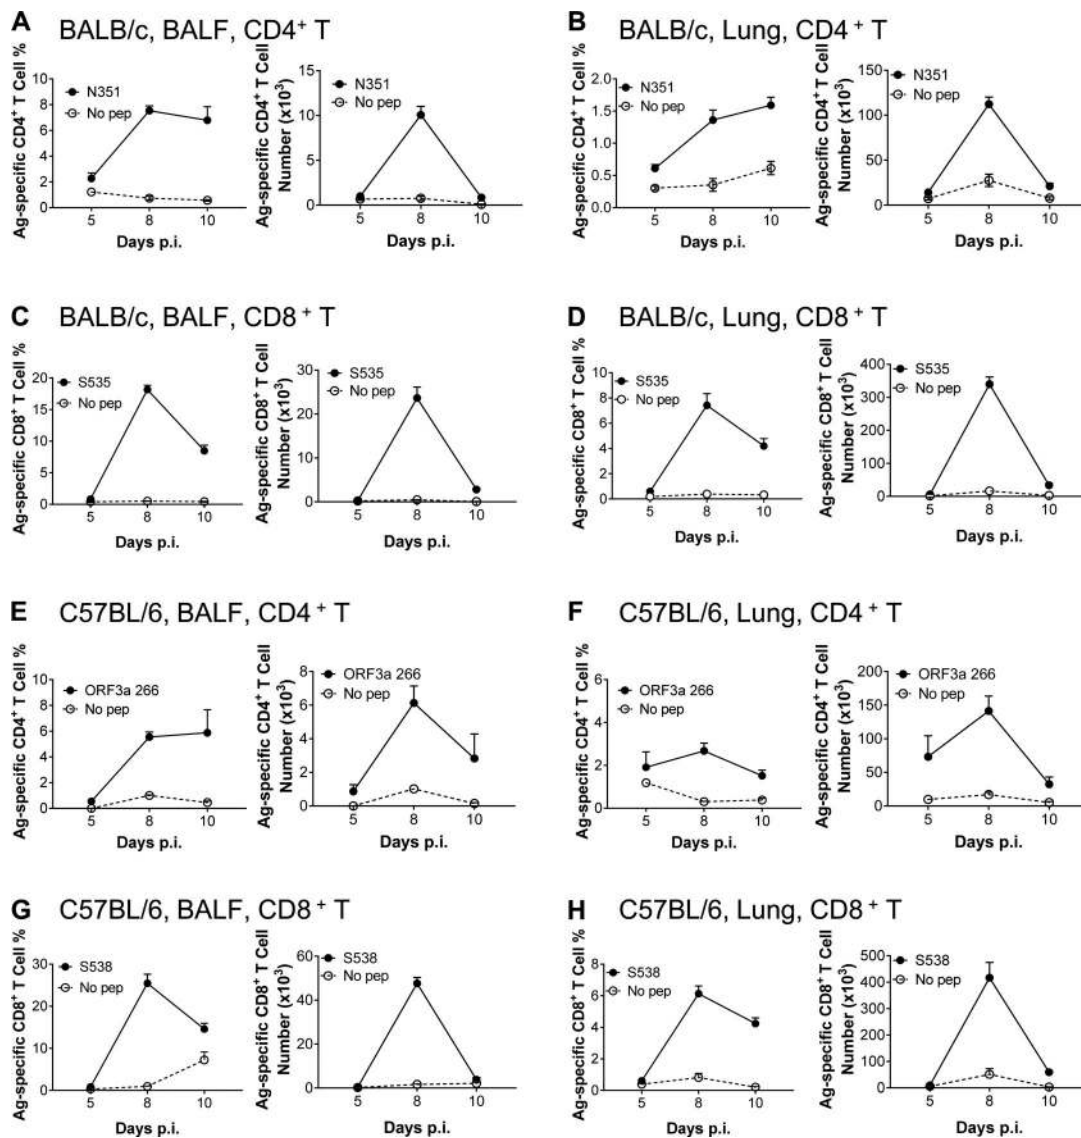 A BALB/c, BALF, CD4+ T
Ag-specific CD4+ T Cell %
10
8
6
4
2
0
N351
No pep
5 8 10
Days p.i.
Ag-specific CD4+ T Cell
Number (x10³)
15
10
5
0
N351
No pep
5 8 10
Days p.i.
B BALB/c, Lung, CD4+ T
Ag-specific CD4+ T Cell %
2.0
1.5
1.0
0.5
0.0
N351
No pep
5 8 10
Days p.i.
Ag-specific CD4+ T Cell
Number (x10³)
150
100
50
0
N351
No pep
5 8 10
Days p.i.
C BALB/c, BALF, CD8+ T
Ag-specific CD8+ T Cell %
20
15
10
5
0
S535
No pep
5 8 10
Days p.i.
Ag-specific CD8+ T Cell
Number (x10³)
30
20
10
0
S535
No pep
5 8 10
Days p.i.
D BALB/c, Lung, CD8+ T
Ag-specific CD8+ T Cell %
10
8
6
4
2
0
S535
No pep
5 8 10
Days p.i.
Ag-specific CD8+ T Cell
Number (x10³)
400
300
200
100
0
S535
No pep
5 8 10
Days p.i.
E C57BL/6, BALF, CD4+ T
Ag-specific CD4+ T Cell %
10
8
6
4
2
0
ORF3a 266
No pep
5 8 10
Days p.i.
Ag-specific CD4+ T Cell
Number (x10³)
8
6
4
2
0
ORF3a 266
No pep
5 8 10
Days p.i.
F C57BL/6, Lung, CD4+ T
Ag-specific CD4+ T Cell %
6
4
2
0
ORF3a 266
No pep
5 8 10
Days p.i.
Ag-specific CD4+ T Cell
Number (x10³)
200
150
100
50
0
ORF3a 266
No pep
5 8 10
Days p.i.
G C57BL/6, BALF, CD8+ T
Ag-specific CD8+ T Cell %
30
20
10
0
S538
No pep
5 8 10
Days p.i.
Ag-specific CD8+ T Cell
Number (x10³)
60
40
20
0
S538
No pep
5 8 10
Days p.i.
H C57BL/6, Lung, CD8+ T
Ag-specific CD8+ T Cell %
8
6
4
2
0
S538
No pep
5 8 10
Days p.i.
Ag-specific CD8+ T Cell
Number (x10³)
500
400
300
200
100
0
S538
No pep
5 8 10
Days p.i.